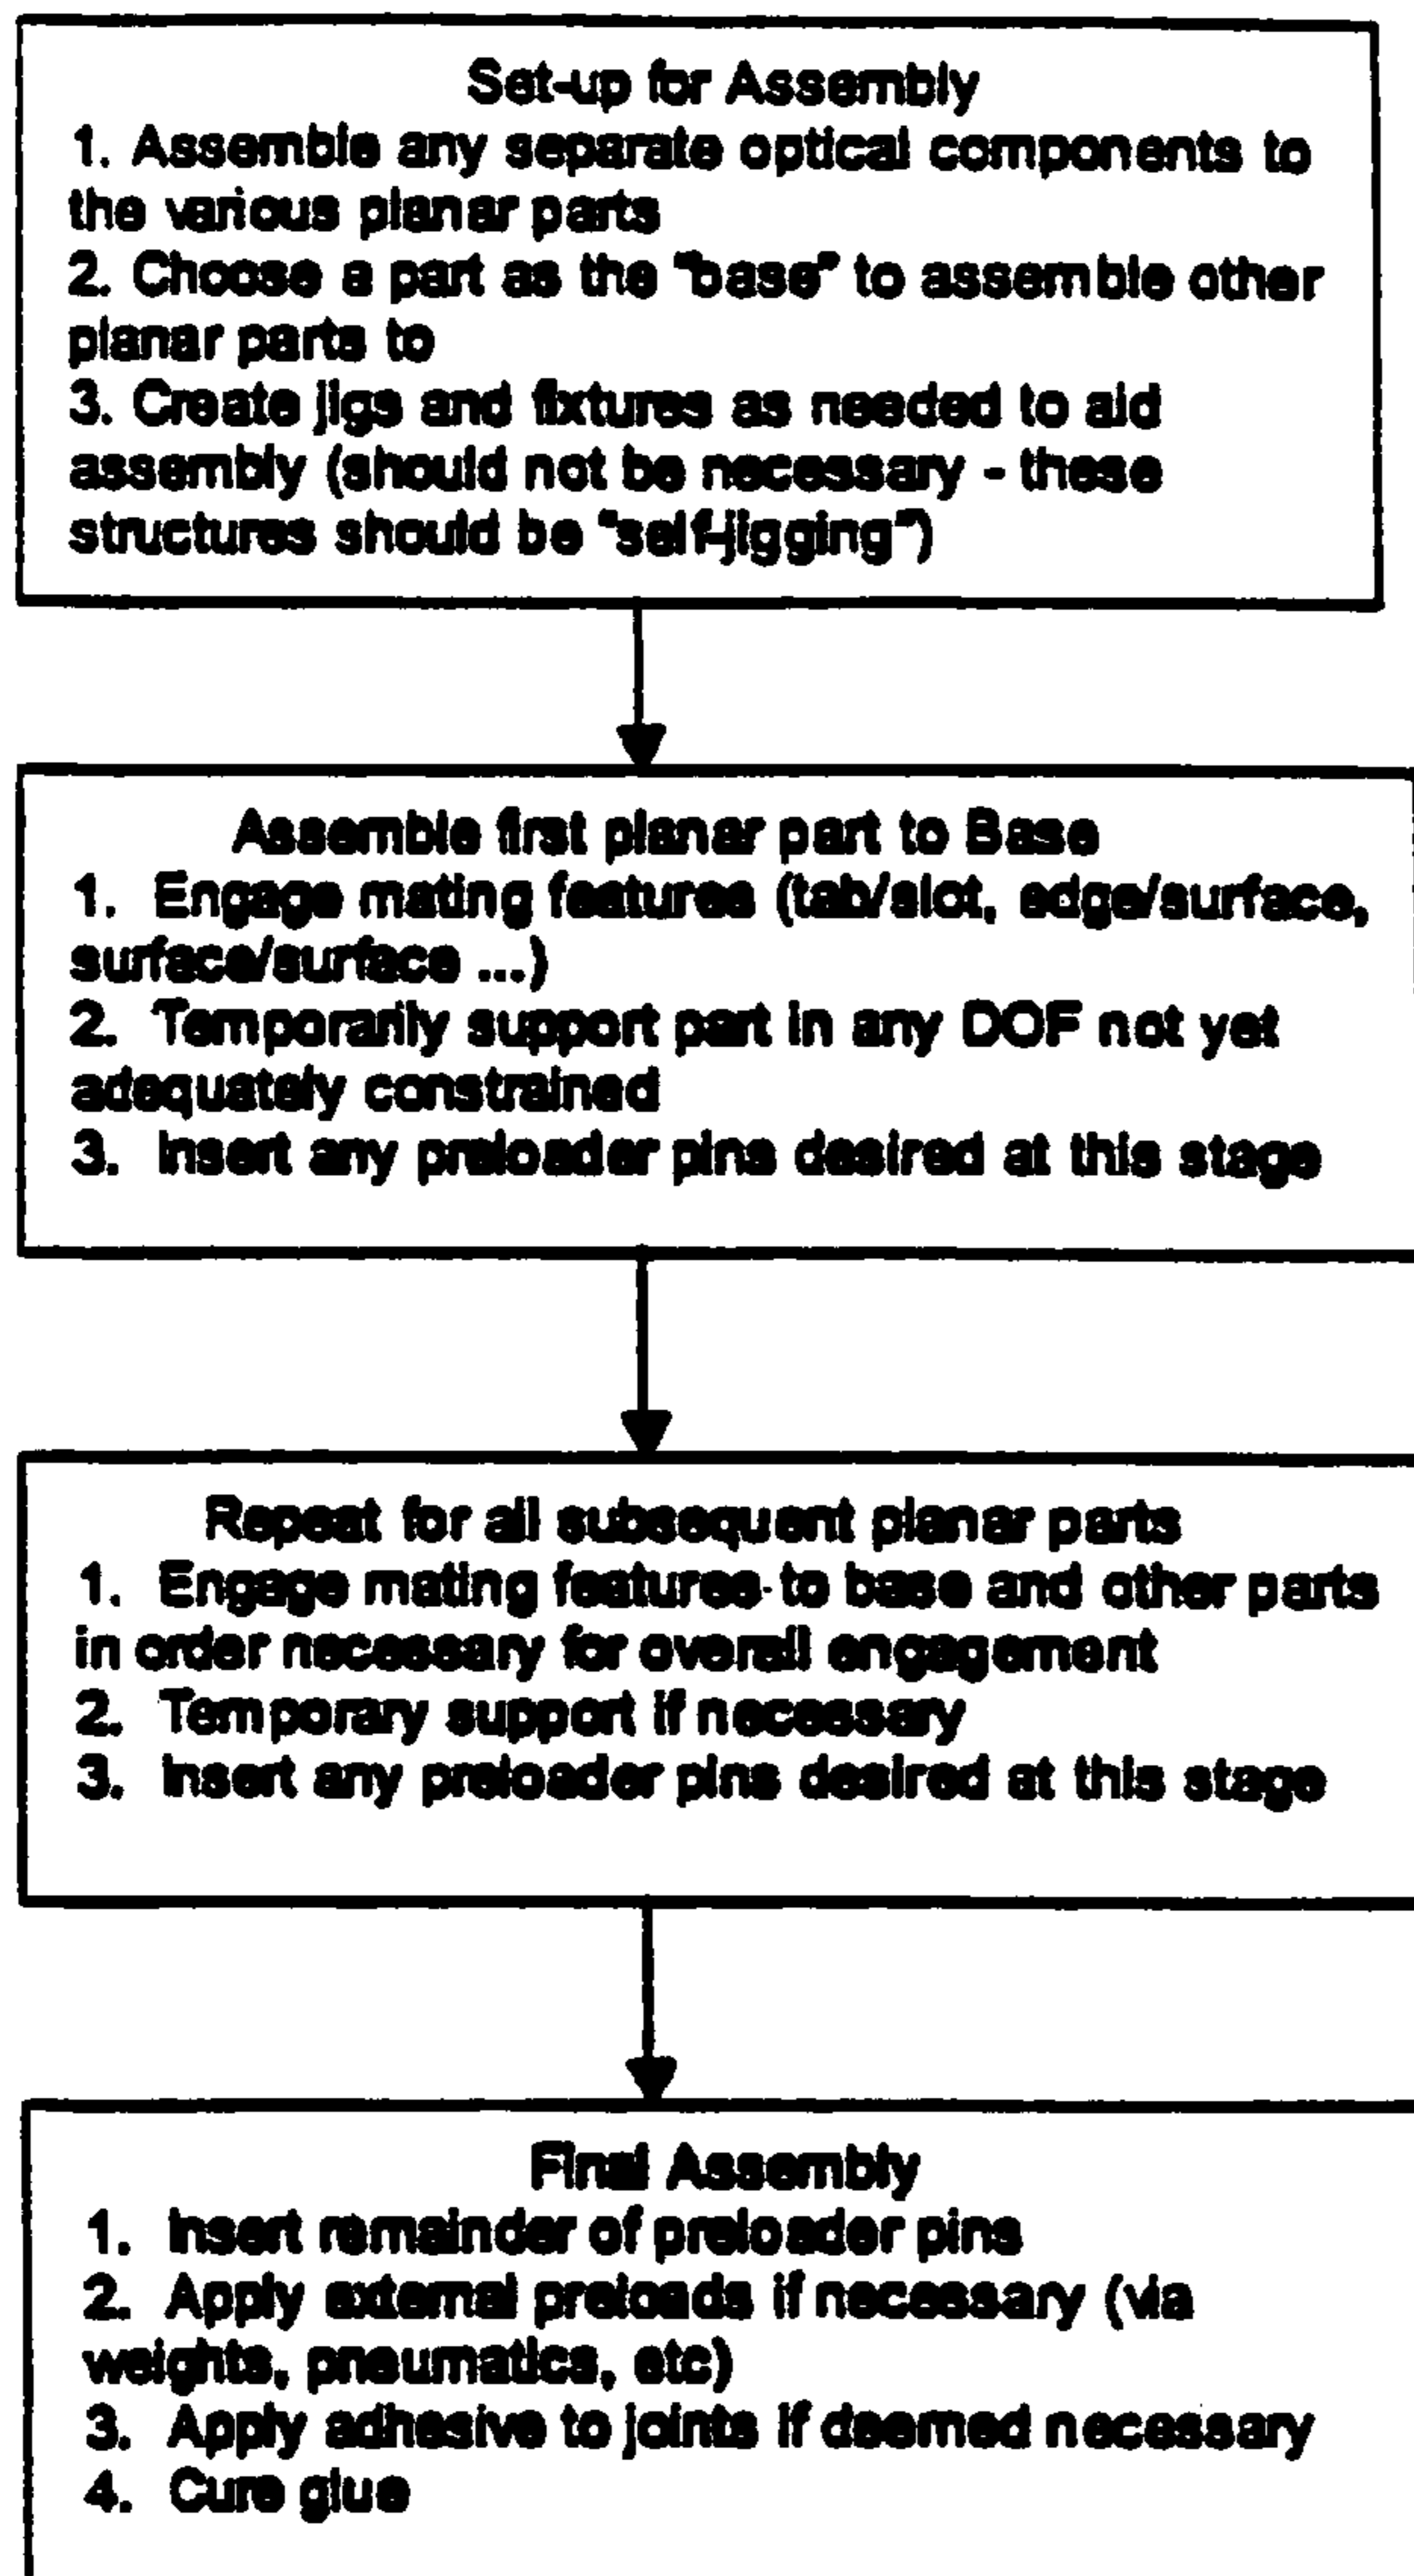 Set-up for Assembly
1. Assemble any separate optical components to
the various planar parts
2. Choose a part as the "base" to assemble other
planar parts to
3. Create jigs and fixtures as needed to aid
assembly (should not be necessary - these
structures should be "self-jigging")
Assemble first planar part to Base
1. Engage mating features (tab/slot, edge/surface,
surface/surface ...)
2. Temporarily support part in any DOF not yet
adequately constrained
3. Insert any preloader pins desired at this stage
Repeat for all subsequent planar parts
1. Engage mating features to base and other parts
in order necessary for overall engagement
2. Temporary support if necessary
3. Insert any preloader pins desired at this stage
Final Assembly
1. Insert remainder of preloader pins
2. Apply external preloads if necessary (via
weights, pneumatics, etc)
3. Apply adhesive to joints if deemed necessary
4. Cure glue